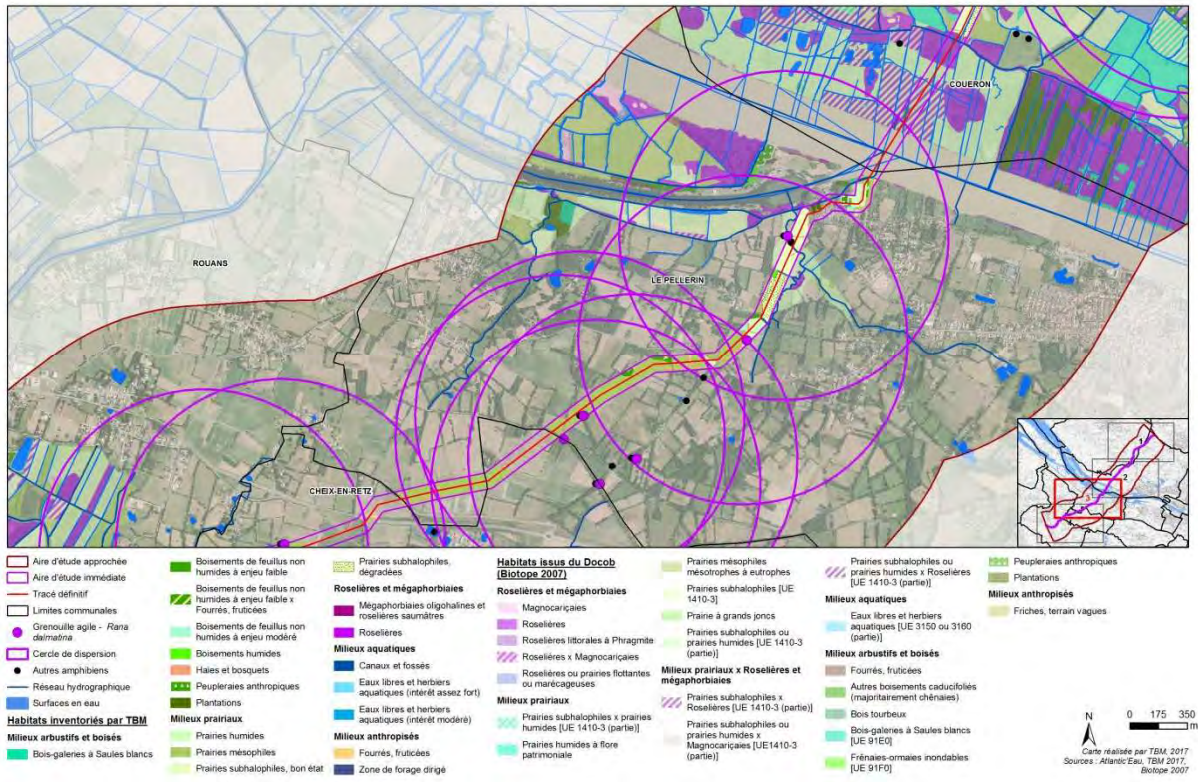 COUERON
ROUANS
LE PELLERIN
CHEIX-EN-RETZ
1
2
3
Aire d'étude approchée
Aire d'étude immédiate
Tracé définitif
Limites communales
Grenouille agile - Rana
dalmatina
Cercle de dispersion
Autres amphibiens
Réseau hydrographique
Surfaces en eau
Habitats inventoriés par TBM
Milieux arbustifs et boisés
Bois-galeries à Saules blancs
Boisements de feuillus non
humides à enjeu faible
Boisements de feuillus non
humides à enjeu faible x
Fourrés, fruticées
Boisements de feuillus non
humides à enjeu modéré
Boisements humides
Haies et bosquets
Peupleraies anthropiques
Plantations
Milieux prairiaux
Prairies humides
Prairies mésophiles
Prairies subhalophiles, bon état
Prairies subhalophiles,
dégradées
Roselières et mégaphorbiaies
Mégaphorbiaies oligohalines et
roselières saumâtres
Roselières
Milieux aquatiques
Canaux et fossés
Eaux libres et herbiers
aquatiques (intérêt assez fort)
Eaux libres et herbiers
aquatiques (intérêt modéré)
Milieux anthropisés
Fourrés, fruticées
Zone de forage dirigé
Habitats issus du Docob
(Biotope 2007)
Roselières et mégaphorbiaies
Magnocariçaies
Roselières
Roselières littorales à Phragmite
Roselières x Magnocariçaies
Roselières ou prairies flottantes
ou marécageuses
Milieux prairiaux
Prairies subhalophiles x prairies
humides [UE 1410-3 (partie)]
Prairies humides à flore
patrimoniale
Prairies mésophiles
mésotrophes à eutrophes
Prairies subhalophiles [UE
1410-3]
Prairie à grands joncs
Prairies subhalophiles ou
prairies humides [UE 1410-3
(partie)]
Milieux prairiaux x Roselières et
mégaphorbiaies
Prairies subhalophiles x
Roselières [UE 1410-3 (partie)]
Prairies subhalophiles ou
prairies humides x
Magnocariçaies [UE1410-3
(partie)]
Prairies subhalophiles ou
prairies humides x Roselières
[UE 1410-3 (partie)]
Milieux aquatiques
Eaux libres et herbiers
aquatiques [UE 3150 ou 3160
(partie)]
Milieux arbustifs et boisés
Fourrés, fruticées
Autres boisements caducifoliés
(majoritairement chênaies)
Bois tourbeux
Bois-galeries à Saules blancs
[UE 91E0]
Frênaies-ormaies inondables
[UE 91F0]
Peupleraies anthropiques
Plantations
Milieux anthropisés
Friches, terrain vagues
N
0 175 350
m
Carte réalisée par TBM, 2017
Sources : Atlantic'Eau, TBM 2017,
Biotope 2007